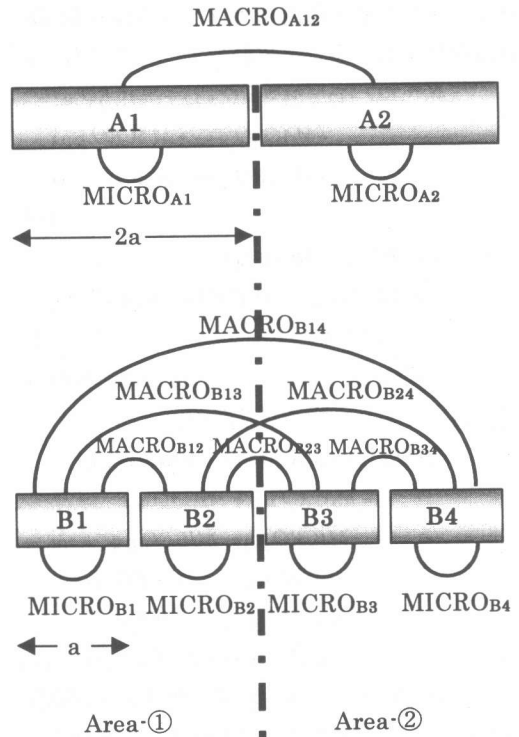 MACROA12
A1 A2
MICROA1 MICROA2
2a
MACROB14
MACROB13 MACROB24
MACROB12 MACROB23 MACROB34
B1 B2 B3 B4
MICROB1 MICROB2 MICROB3 MICROB4
a
Area-① Area-②